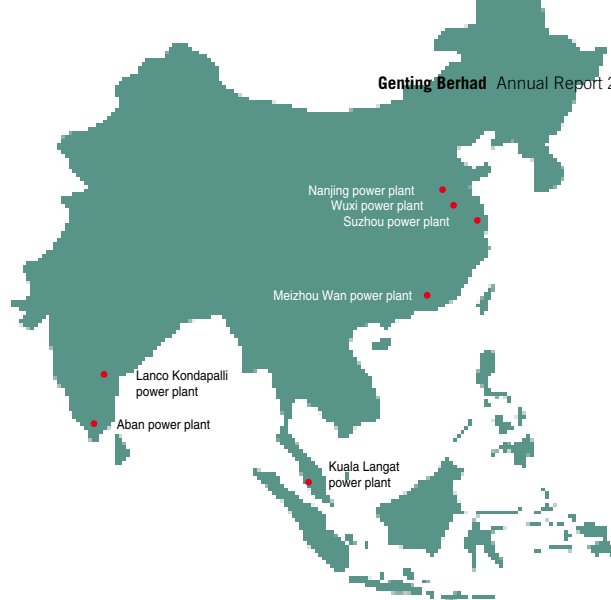 Genting Berhad Annual Report 2
Nanjing power plant
Wuxi power plant
Suzhou power plant
Meizhou Wan power plant
Lanco Kondapalli
power plant
Aban power plant
Kuala Langat
power plant